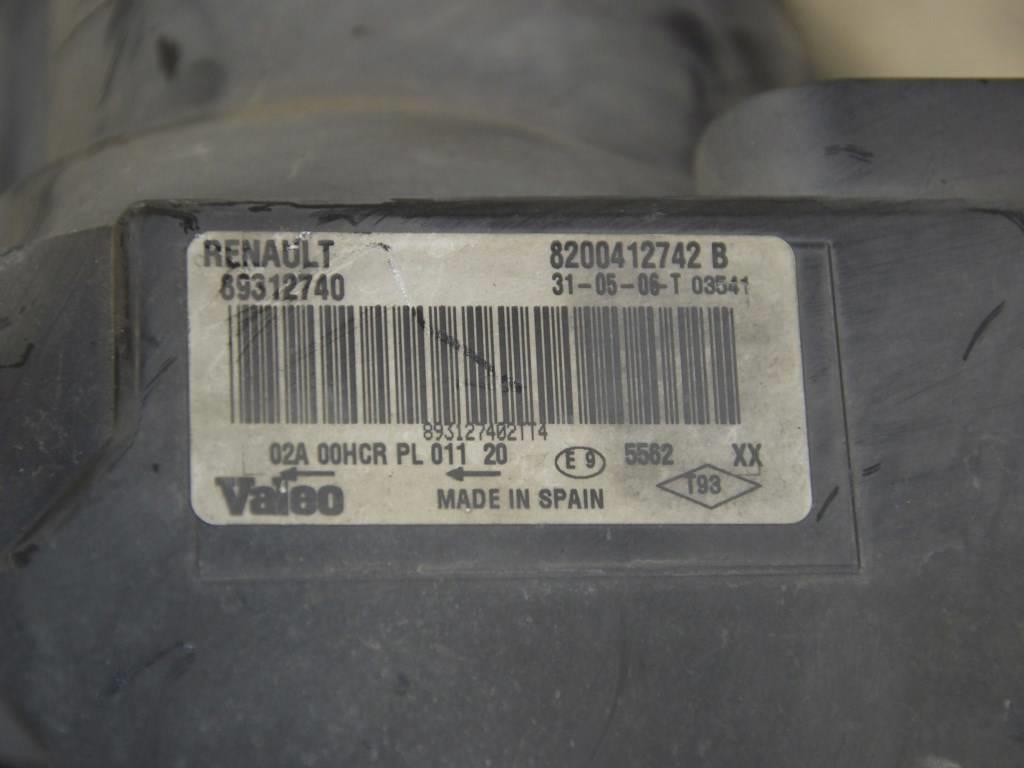 RENAULT 8200412742 B
89312740 31-05-06-T 03541
8931274021T4
02A 00HCR PL 011 20 E 9 5562 XX
Valeo MADE IN SPAIN T93